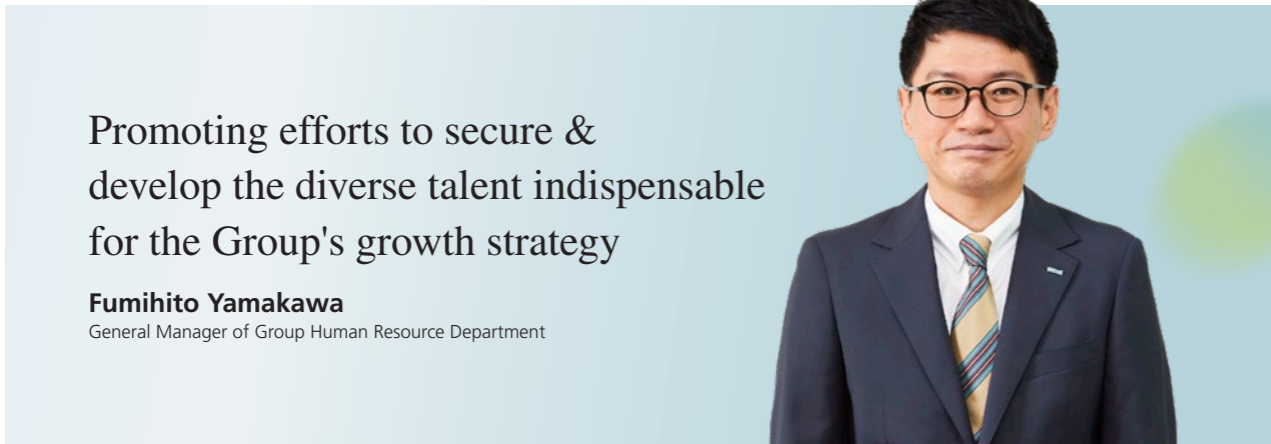 Promoting efforts to secure &
develop the diverse talent indispensable
for the Group's growth strategy
Fumihito Yamakawa
General Manager of Group Human Resource Department